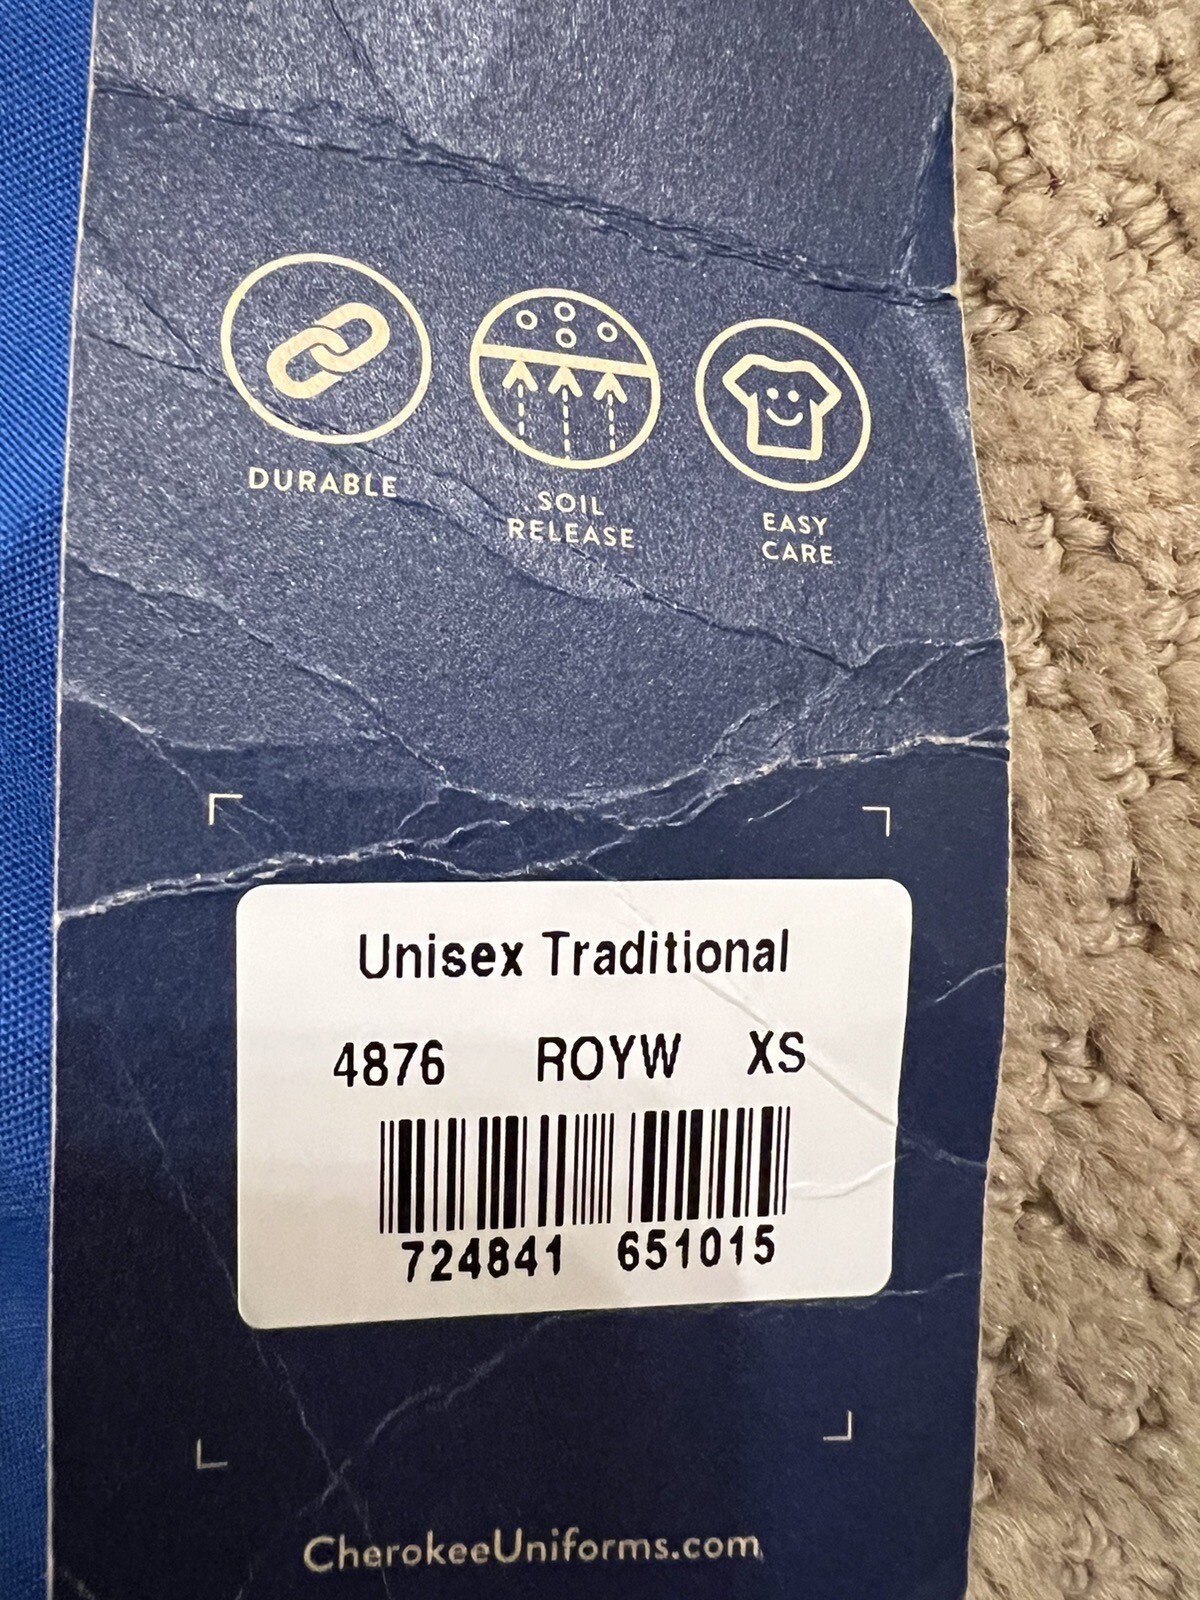 DURABLE
SOIL
RELEASE
EASY
CARE
Unisex Traditional
4876 ROYW XS
724841 651015
CherokeeUniforms.com